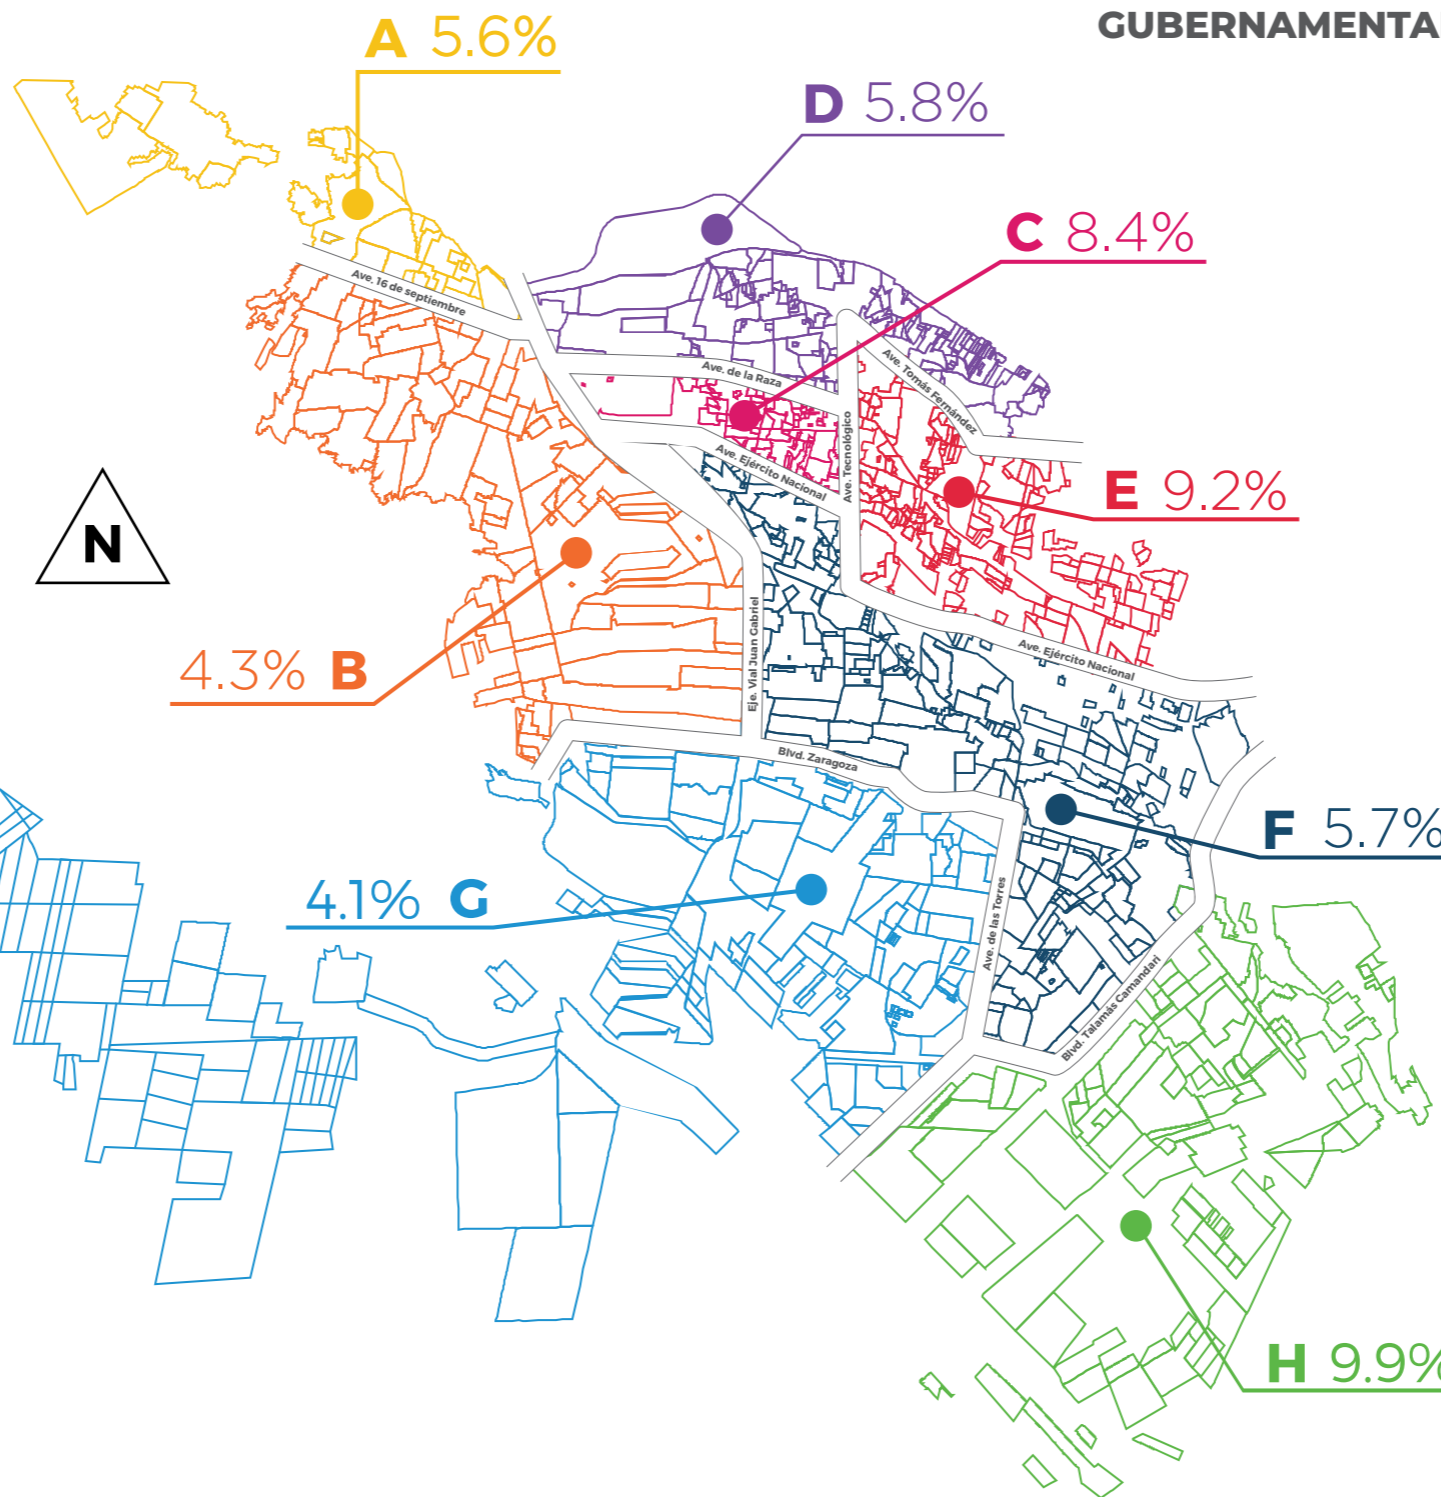 GUBERNAMENTA
A 5.6%
D 5.8%
C 8.4%
Ave. 16 de septiembre
Ave. de la Raza
Ave. Tomás Fernández
Ave. Tecnológico
Ave. Ejército Nacional
E 9.2%
N
4.3% B
Eje. Vial Juan Gabriel
Ave. Ejército Nacional
Blvd. Zaragoza
F 5.7%
4.1% G
Ave. de las Torres
Blvd. Talamás Camandari
H 9.9%